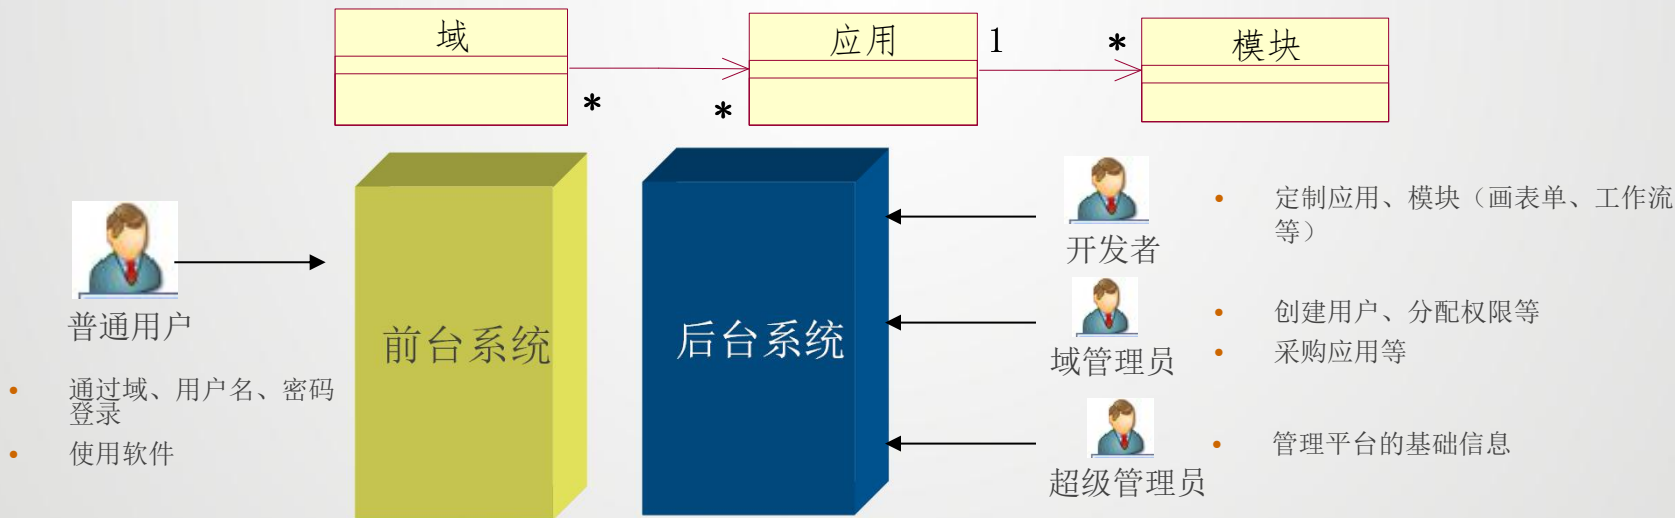 域
应用
模块
1
*
*
*
普通用户
• 通过域、用户名、密码
登录
• 使用软件
前台系统
后台系统
开发者
• 定制应用、模块（画表单、工作流
等）
域管理员
• 创建用户、分配权限等
• 采购应用等
超级管理员
• 管理平台的基础信息